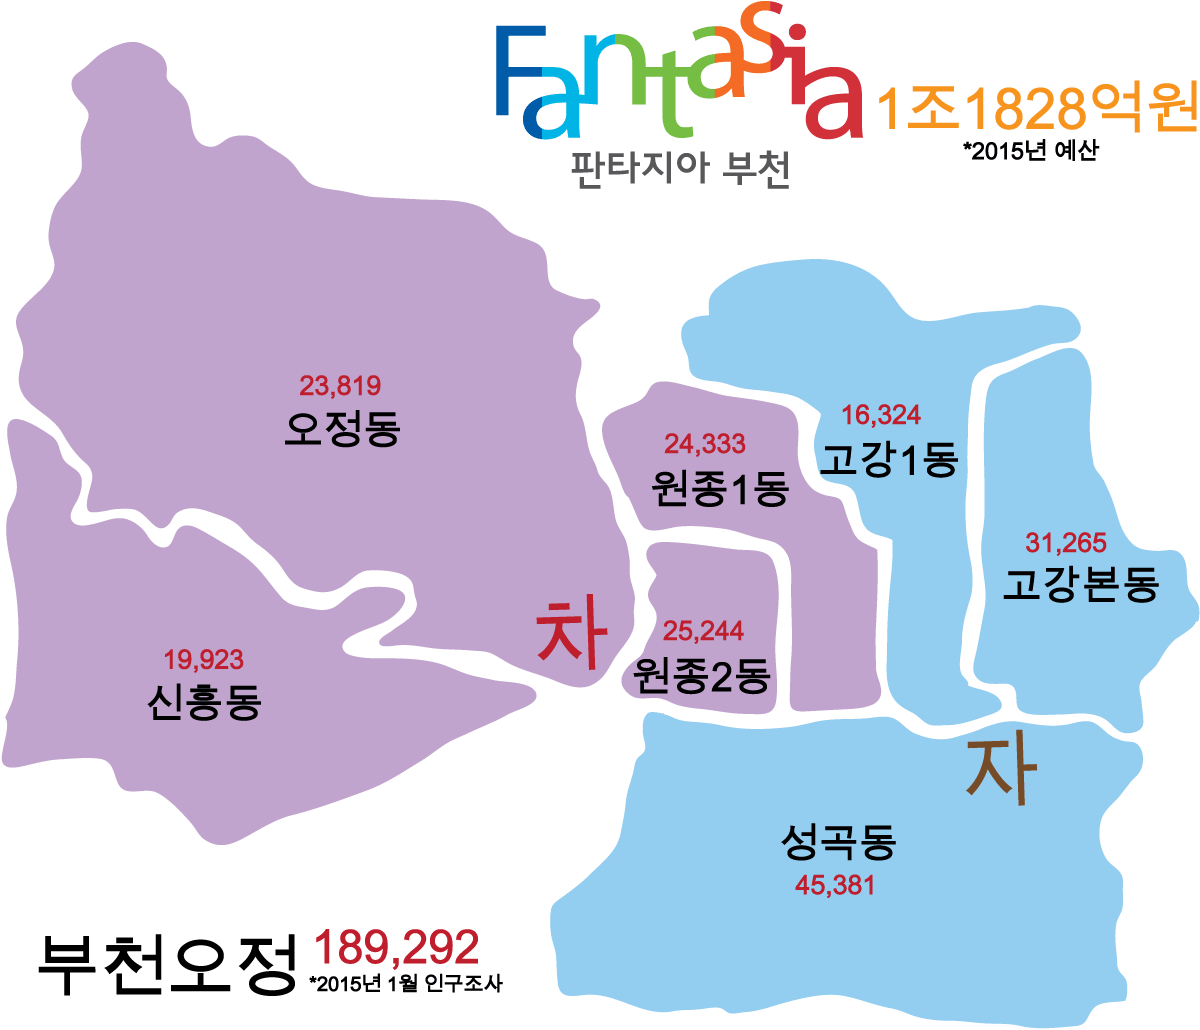 Fantasia
판타지아 부천
1조1828억원
*2015년 예산
23,819
오정동
24,333
원종1동
16,324
고강1동
31,265
고강본동
차
25,244
원종2동
19,923
신흥동
자
성곡동
45,381
부천오정 189,292
*2015년 1월 인구조사